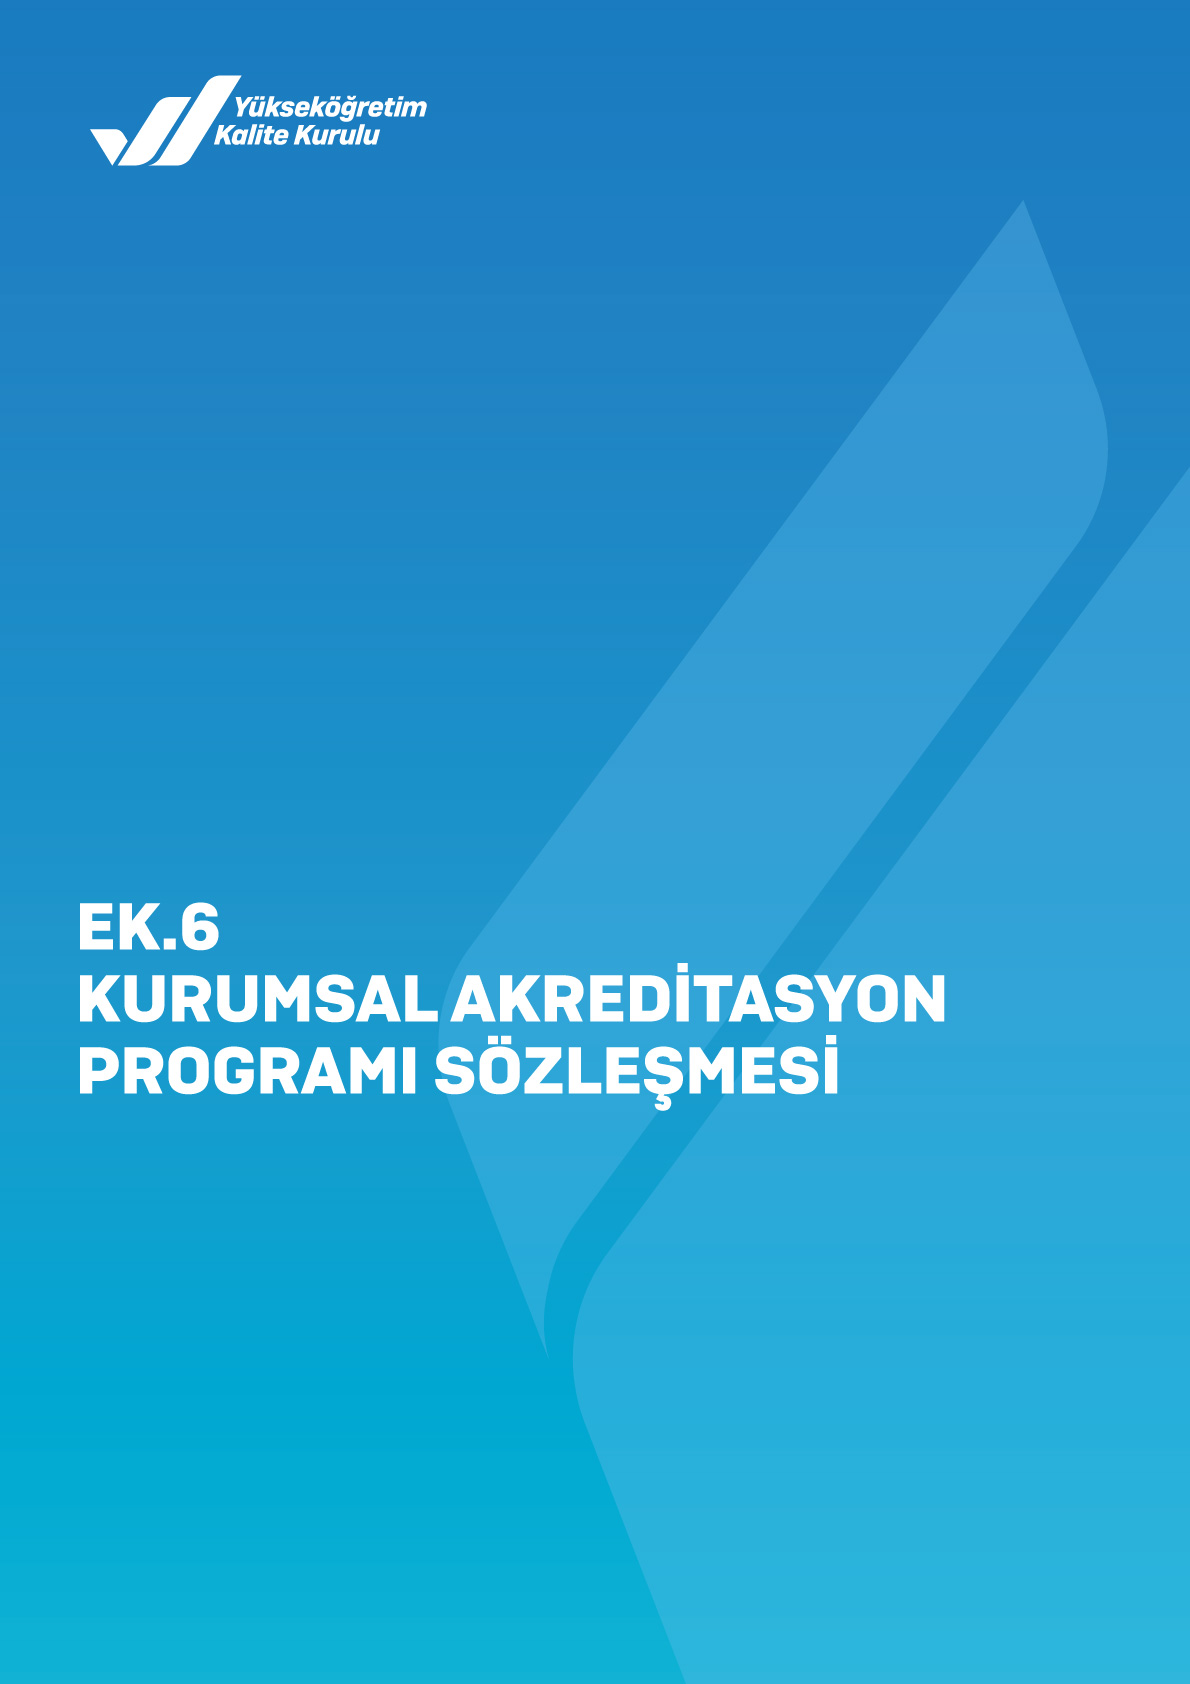 Yükseköğretim
Kalite Kurulu
EK.6
KURUMSAL AKREDİTASYON
PROGRAMI SÖZLEŞMESİ